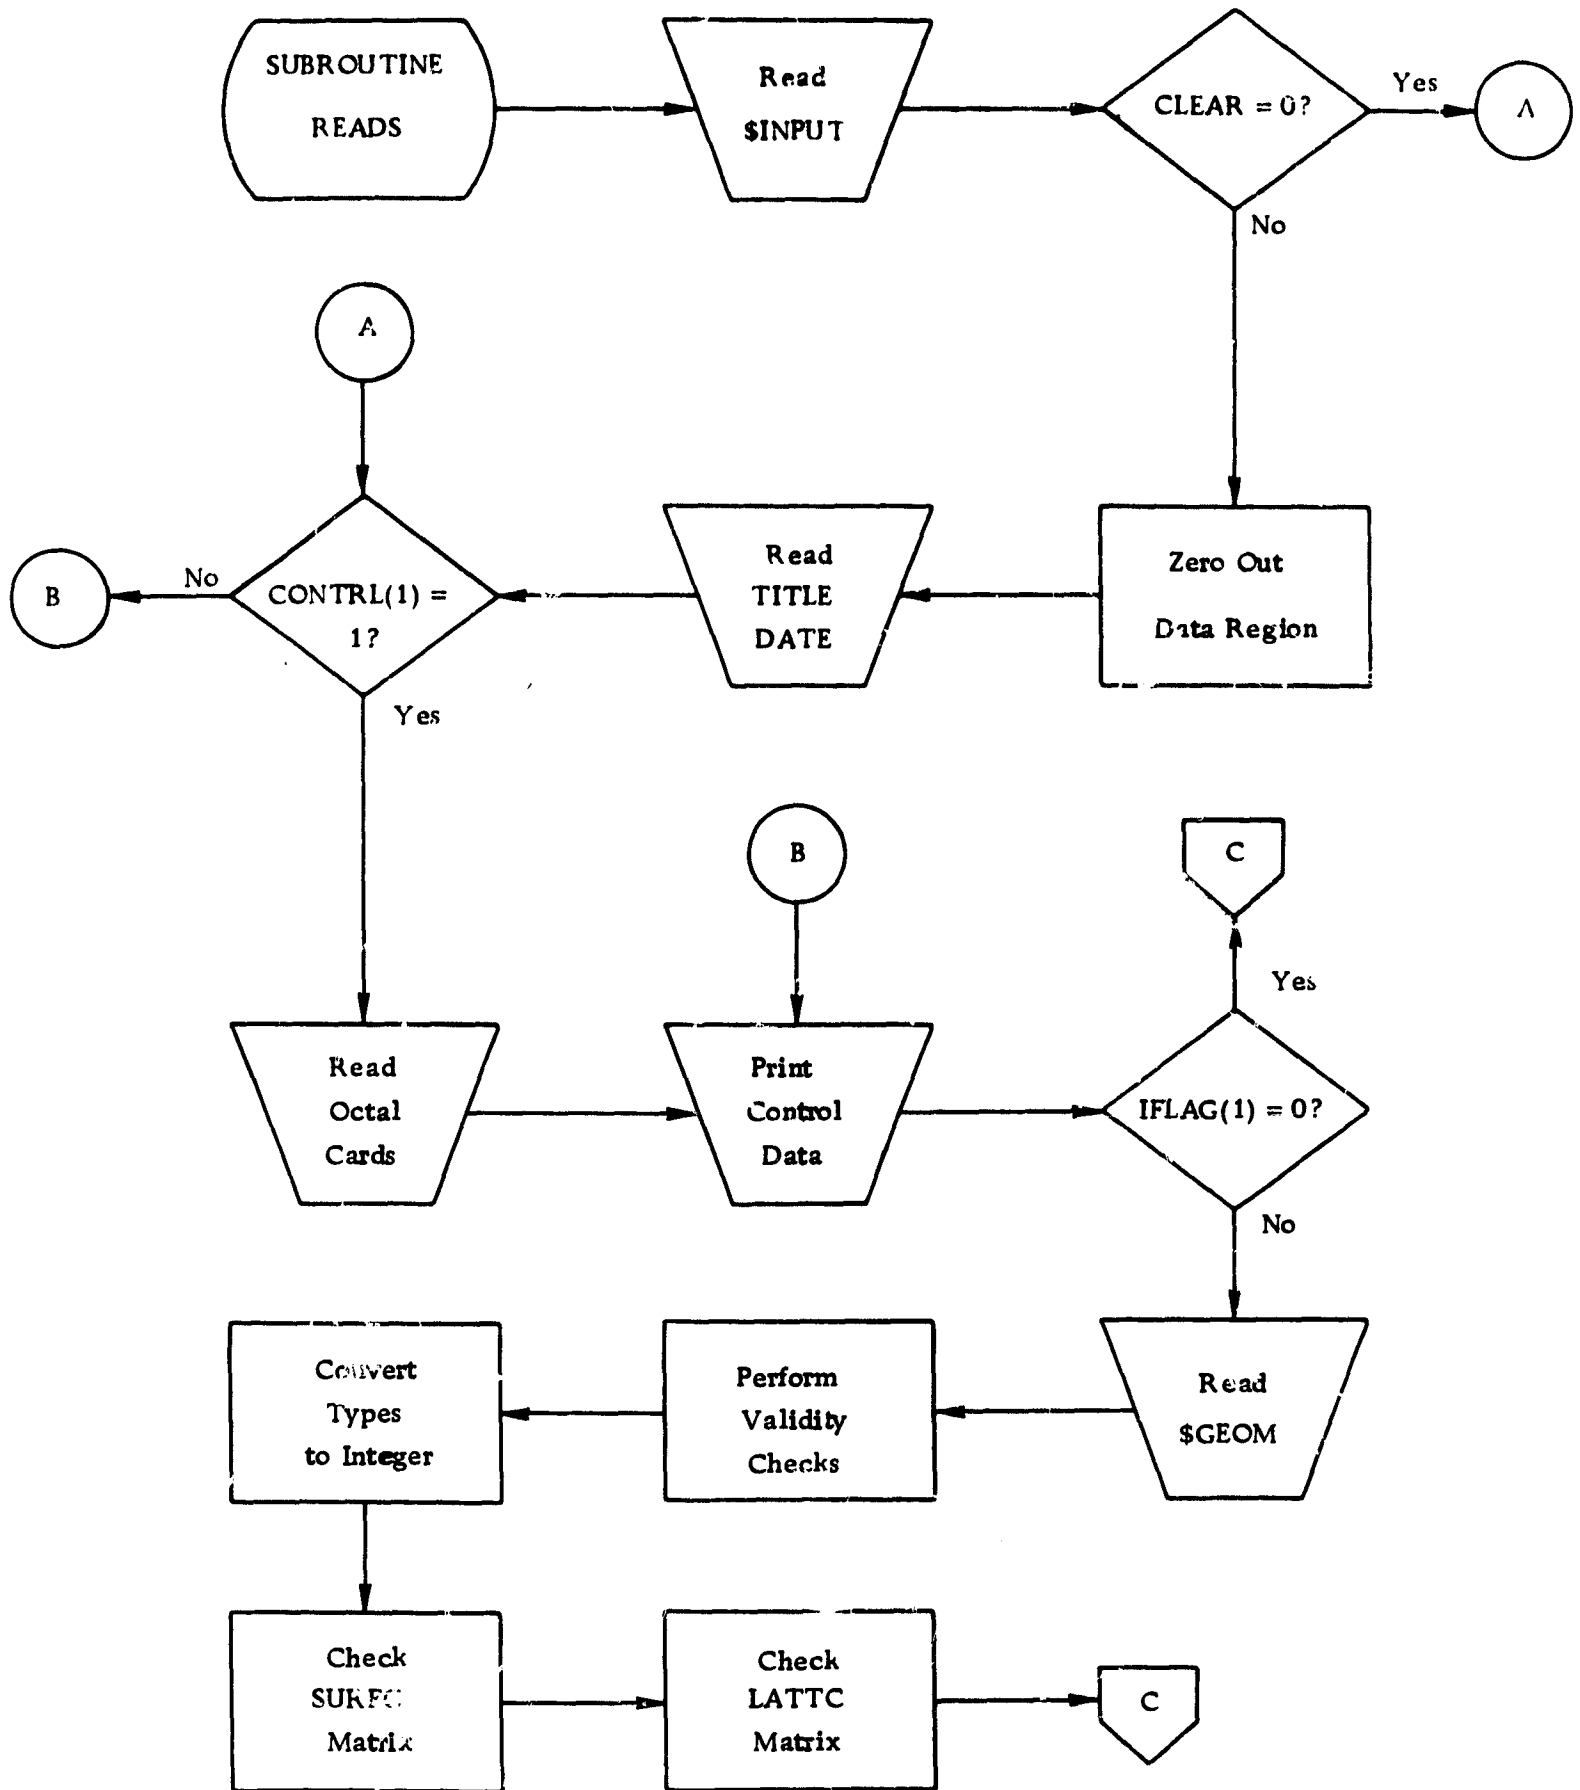 SUBROUTINE
READS
Read
$INPUT
CLEAR = 0?
Yes
A
No
A
CONTRL(1) =
1?
No
B
Yes
Read
TITLE
DATE
Zero Out
Data Region
B
C
Yes
Read
Octal
Cards
Print
Control
Data
IFLAG(1) = 0?
No
Convert
Types
to Integer
Perform
Validity
Checks
Read
$GEOM
Check
SURFC
Matrix
Check
LATTC
Matrix
C